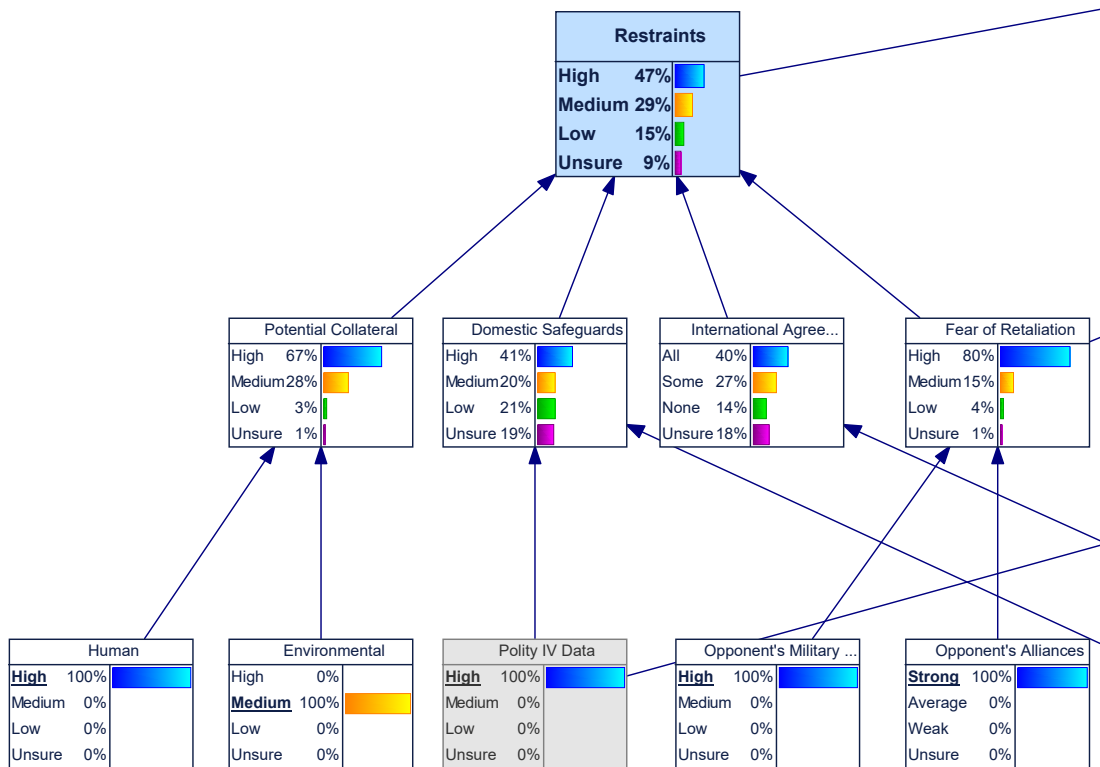 Restraints
High 47%
Medium 29%
Low 15%
Unsure 9%
Potential Collateral
High 67%
Medium 28%
Low 3%
Unsure 1%
Domestic Safeguards
High 41%
Medium 20%
Low 21%
Unsure 19%
International Agree...
All 40%
Some 27%
None 14%
Unsure 18%
Fear of Retaliation
High 80%
Medium 15%
Low 4%
Unsure 1%
Human
High 100%
Medium 0%
Low 0%
Unsure 0%
Environmental
High 0%
Medium 100%
Low 0%
Unsure 0%
Polity IV Data
High 100%
Medium 0%
Low 0%
Unsure 0%
Opponent's Military ...
High 100%
Medium 0%
Low 0%
Unsure 0%
Opponent's Alliances
Strong 100%
Average 0%
Weak 0%
Unsure 0%